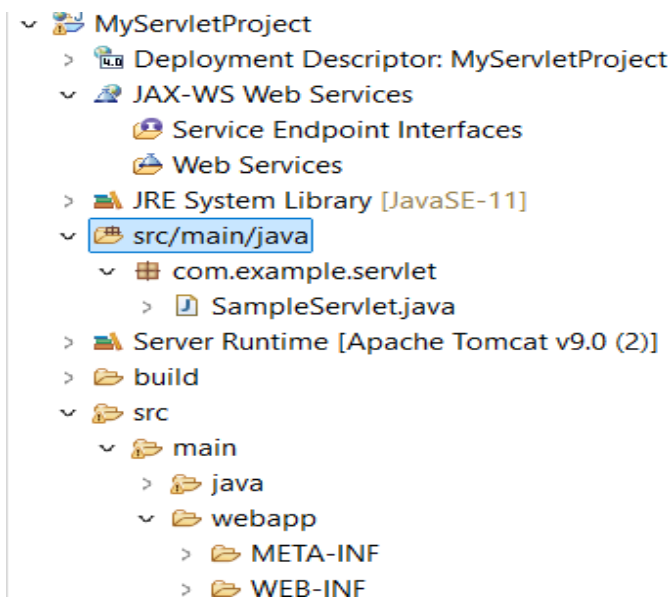 MyServletProject
4.0 Deployment Descriptor: MyServletProject
JAX-WS Web Services
Service Endpoint Interfaces
Web Services
JRE System Library [JavaSE-11]
src/main/java
com.example.servlet
J SampleServlet.java
Server Runtime [Apache Tomcat v9.0 (2)]
build
src
main
java
webapp
META-INF
WEB-INF